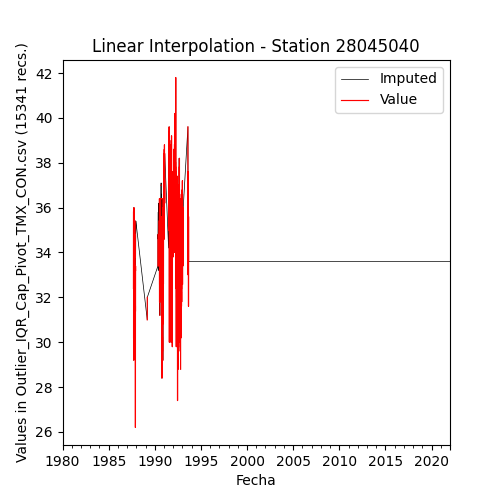 Linear Interpolation - Station 28045040
Imputed
Value
Values in Outlier_IQR_Cap_Pivot_TMX_CON.csv (15341 recs.)
42
40
38
36
34
32
30
28
26
1980 1985 1990 1995 2000 2005 2010 2015 2020
Fecha